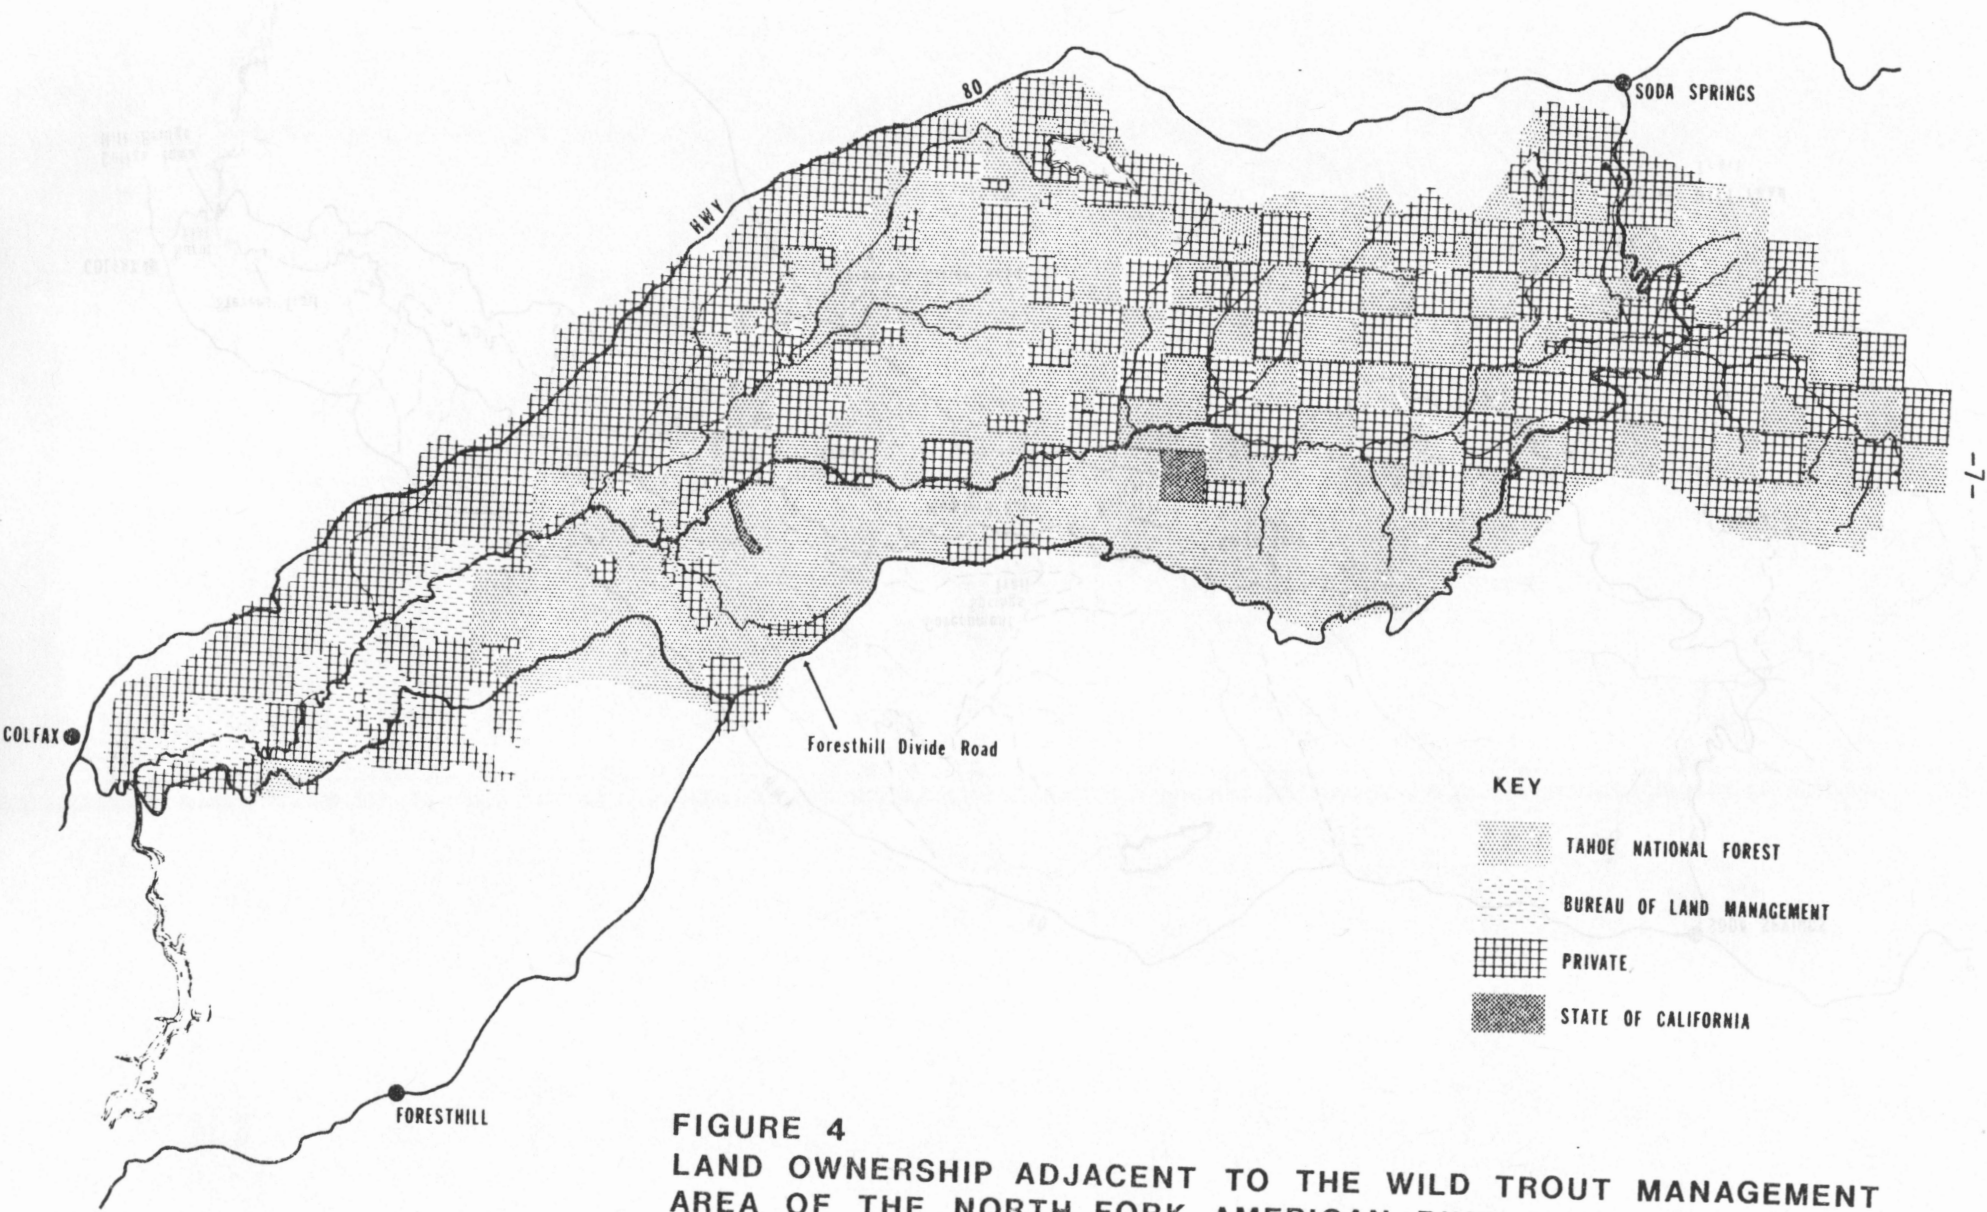 80
HWY
SODA SPRINGS
-7-
COLFAX
Foresthill Divide Road
FORESTHILL
KEY
TAHOE NATIONAL FOREST
BUREAU OF LAND MANAGEMENT
PRIVATE
STATE OF CALIFORNIA
FIGURE 4
LAND OWNERSHIP ADJACENT TO THE WILD TROUT MANAGEMENT
AREA OF THE NORTH FORK AMERICAN